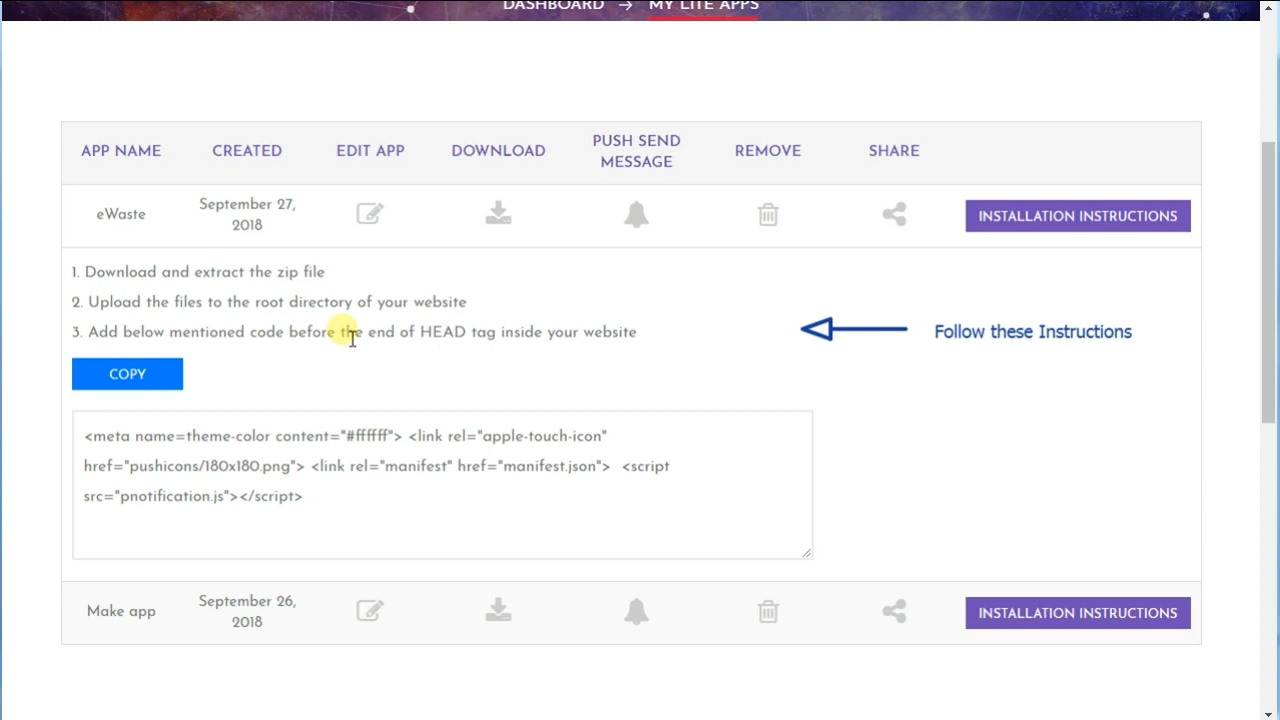 DASHBOARD → MY LITE APPS
APP NAME CREATED EDIT APP DOWNLOAD PUSH SEND MESSAGE REMOVE SHARE
eWaste September 27, 2018 INSTALLATION INSTRUCTIONS
1. Download and extract the zip file
2. Upload the files to the root directory of your website
3. Add below mentioned code before the end of HEAD tag inside your website
Follow these Instructions
COPY
<meta name=theme-color content="#ffffff"> <link rel="apple-touch-icon"
href="pushicons/180x180.png"> <link rel="manifest" href="manifest.json"> <script
src="pnotification.js"></script>
Make app September 26, 2018 INSTALLATION INSTRUCTIONS